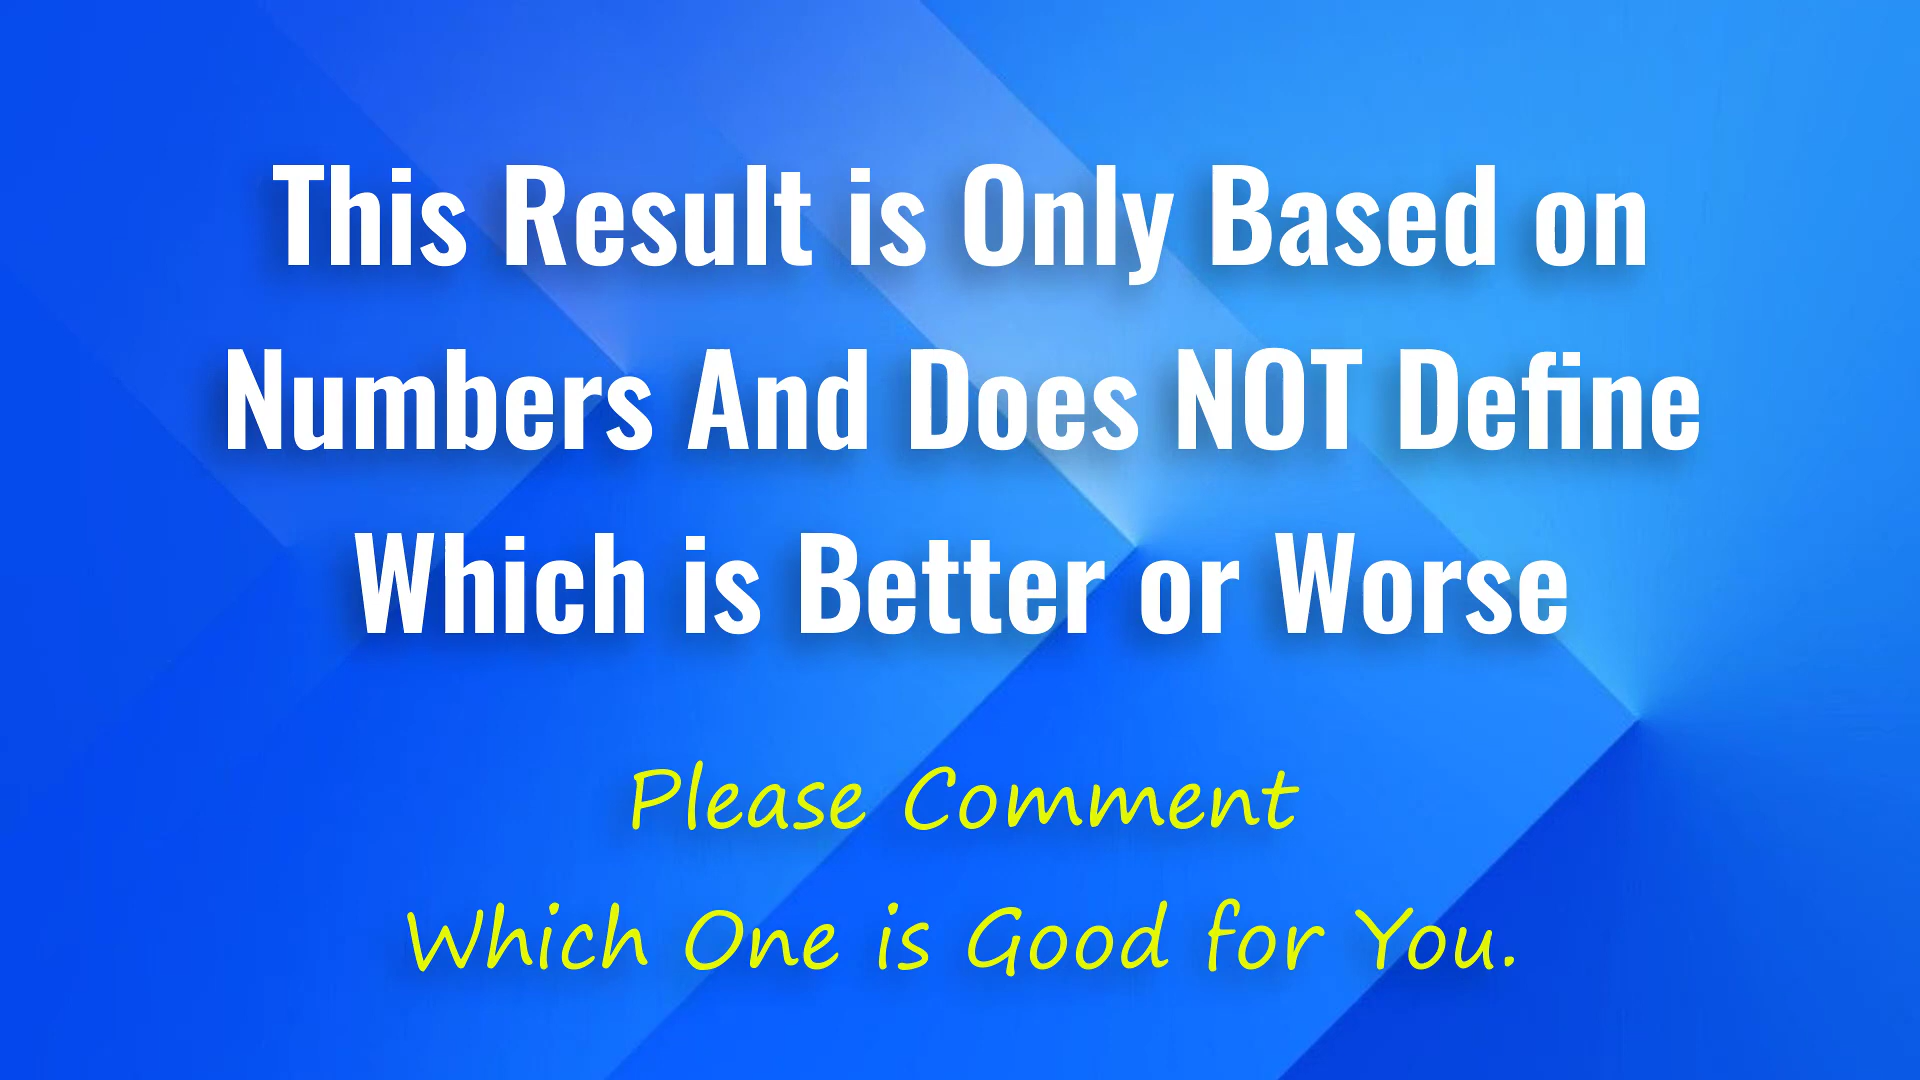 This Result is Only Based on
Numbers And Does NOT Define
Which is Better or Worse
Please Comment
Which One is Good for You.